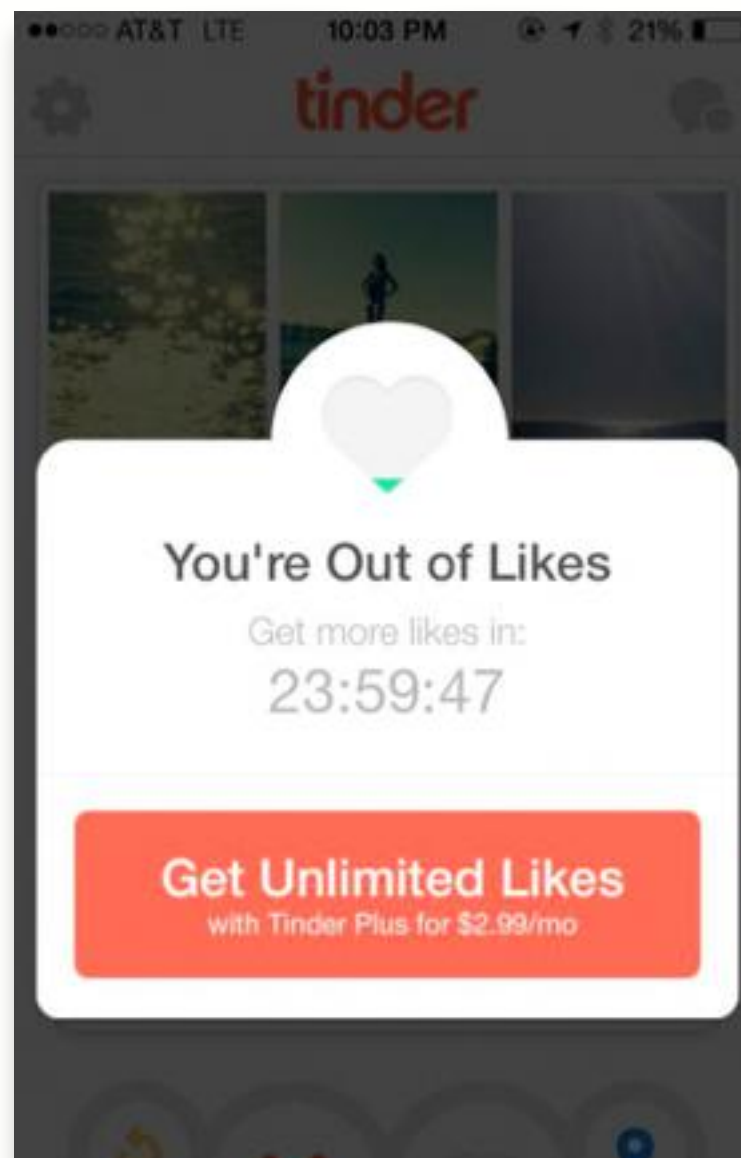 AT&T LTE 10:03 PM 21%
tinder
You're Out of Likes
Get more likes in:
23:59:47
Get Unlimited Likes
with Tinder Plus for $2.99/mo